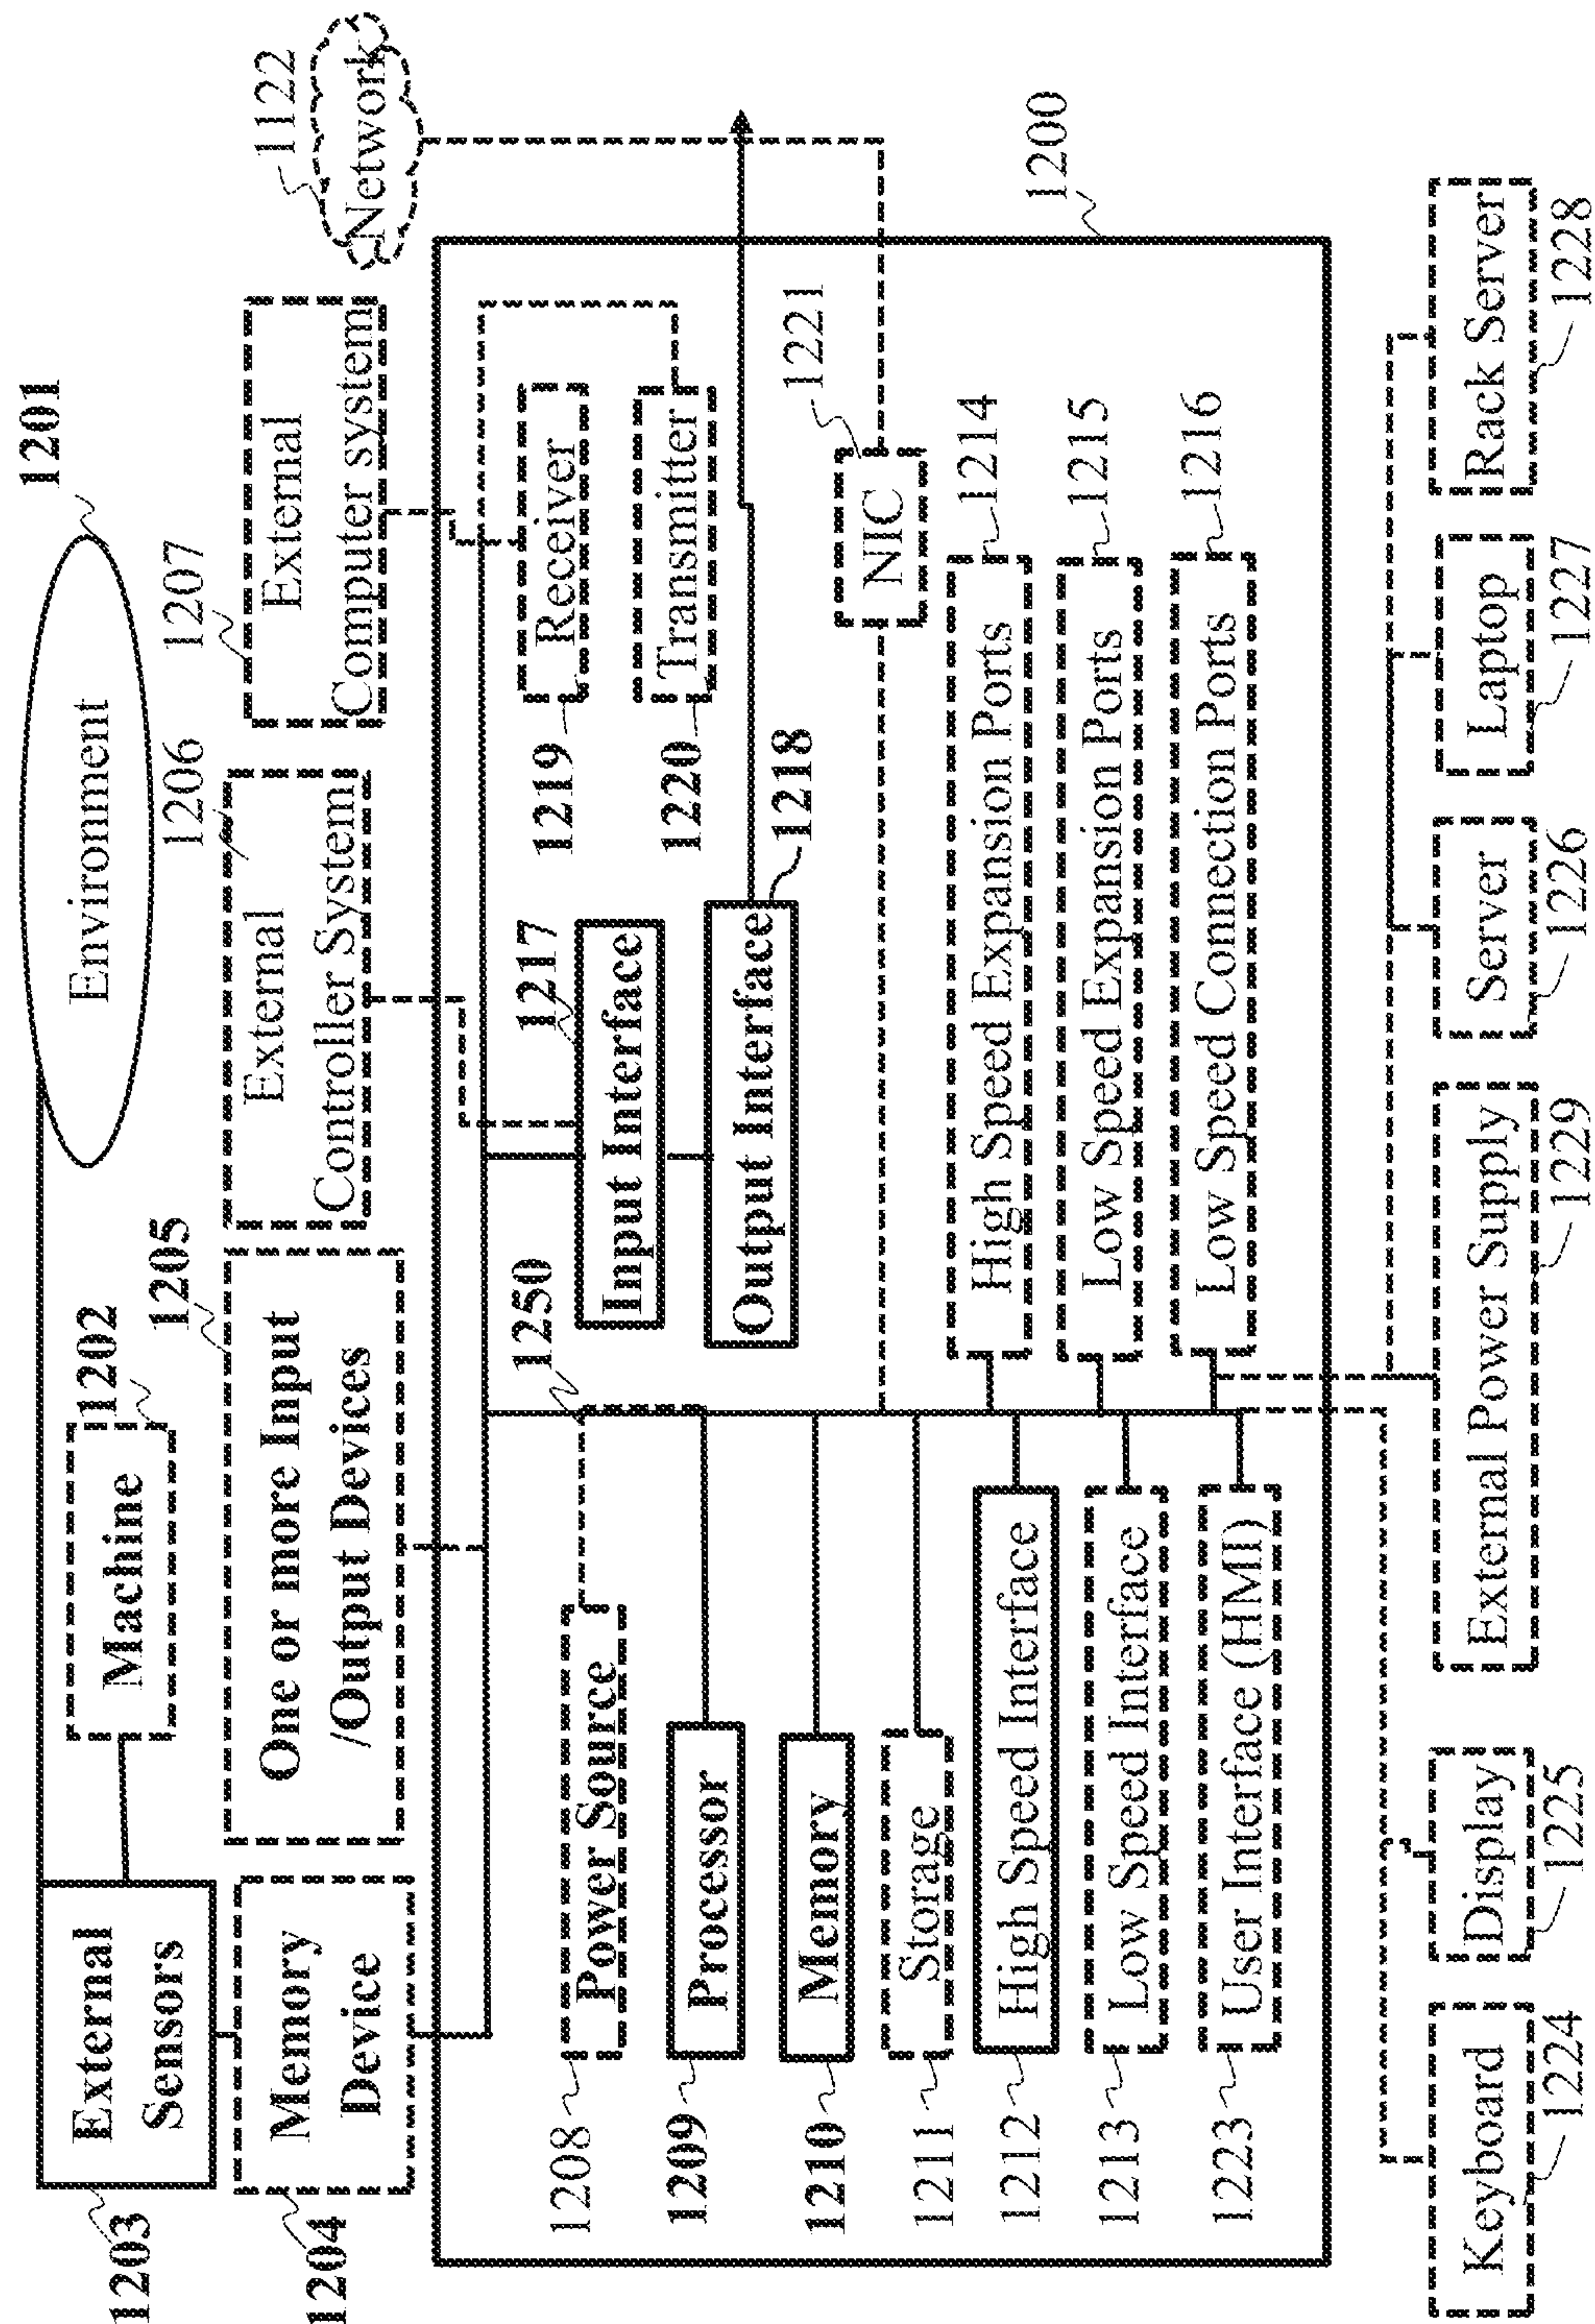 1201
Environment
1202
Machine
1203
External
Sensors
1204
Memory
Device
1205
One or more Input
/Output Devices
1206
External
Controller System
1207
External
Computer system
1122
Network
1250
1208
Power Source
1209
Processor
1210
Memory
1211
Storage
1212
High Speed Interface
1213
Low Speed Interface
1223
User Interface (HMI)
1217
Input Interface
Output Interface
1218
1219
Receiver
1220
Transmitter
1221
NIC
High Speed Expansion Ports
1214
Low Speed Expansion Ports
1215
Low Speed Connection Ports
1216
1200
Keyboard
1224
Display
1225
External Power Supply
1229
Server
1226
Laptop
1227
Rack Server
1228